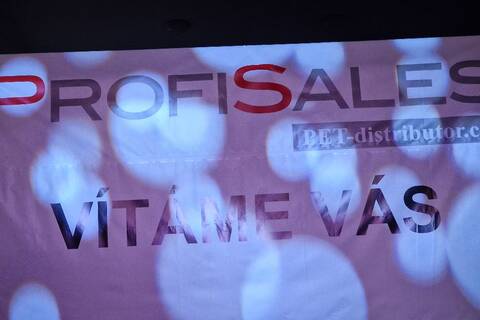 PROFISALES
PET-distributor.c
VÍTÁME VÁS